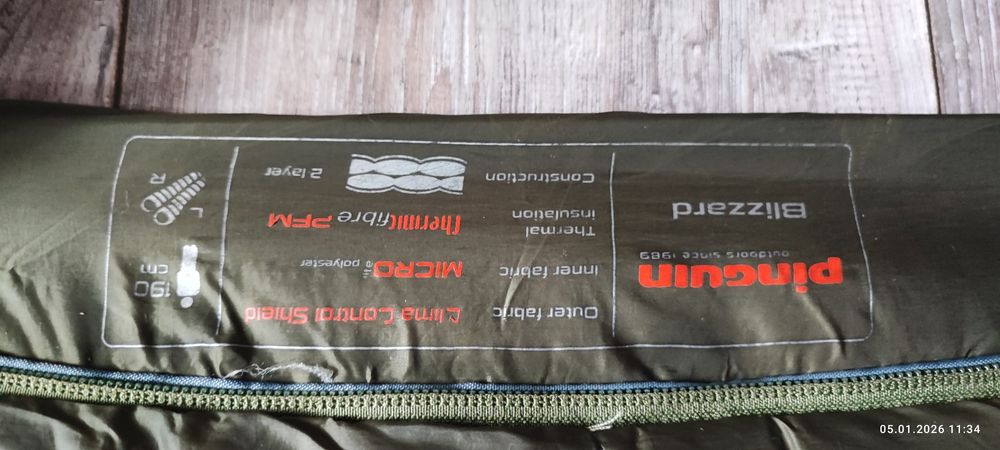 pinguin
outdoors since 1989
Blizzard
Outer fabric
Clima Control Shield
Inner fabric
MICRO polyester
Thermal
insulation
Thermicfibre PFM
Construction
2 layer
190
cm
L
R
05.01.2026 11:34